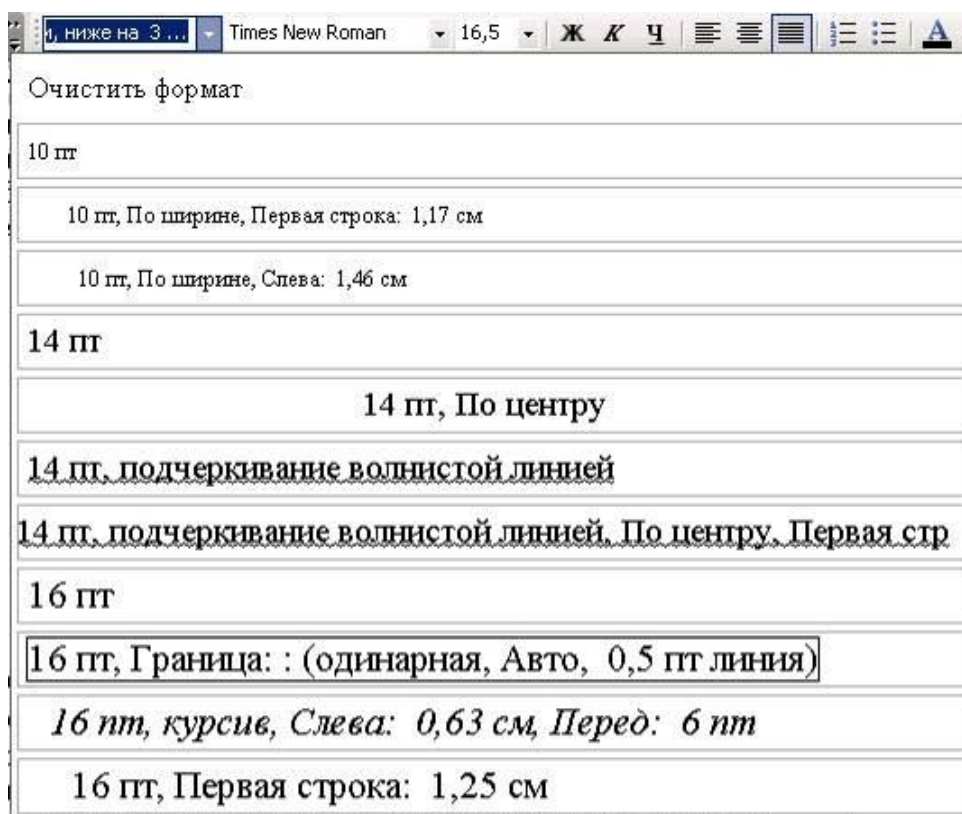 и, ниже на 3 ... Times New Roman 16,5 Ж К Ч А
Очистить формат
10 пт
10 пт, По ширине, Первая строка: 1,17 см
10 пт, По ширине, Слева: 1,46 см
14 пт
14 пт, По центру
14 пт, подчеркивание волнистой линией
14 пт, подчеркивание волнистой линией, По центру, Первая стр
16 пт
16 пт, Граница: : (одинарная, Авто, 0,5 пт линия)
16 пт, курсив, Слева: 0,63 см, Перед: 6 пт
16 пт, Первая строка: 1,25 см